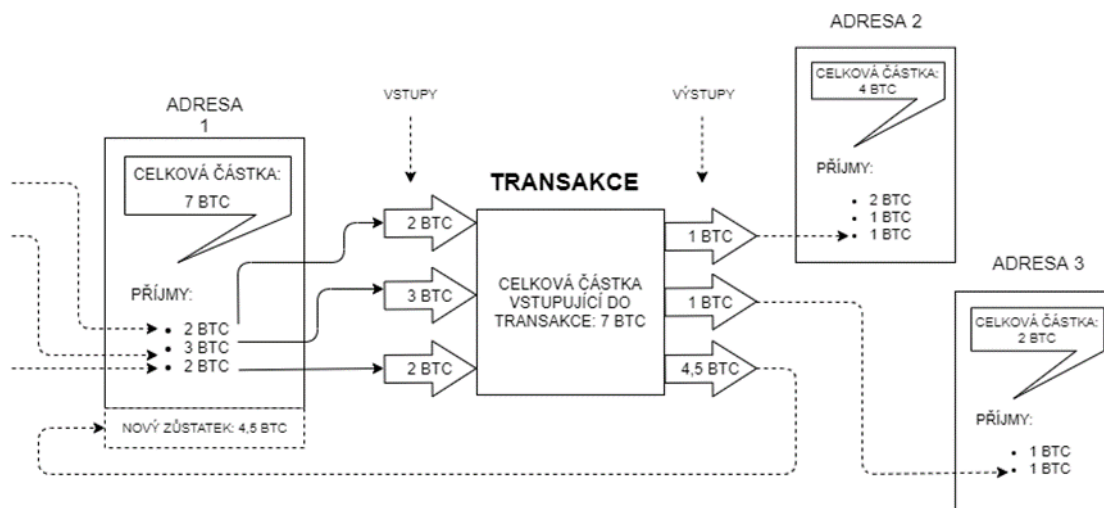 ADRESA
1
CELKOVÁ ČÁSTKA:
7 BTC
PŘÍJMY:
2 BTC
3 BTC
2 BTC
NOVÝ ZŮSTATEK: 4,5 BTC
VSTUPY
2 BTC
3 BTC
2 BTC
TRANSAKCE
CELKOVÁ ČÁSTKA
VSTUPUJÍCÍ DO
TRANSAKCE: 7 BTC
VÝSTUPY
1 BTC
1 BTC
4,5 BTC
ADRESA 2
CELKOVÁ ČÁSTKA:
4 BTC
PŘÍJMY:
2 BTC
1 BTC
1 BTC
ADRESA 3
CELKOVÁ ČÁSTKA:
2 BTC
PŘÍJMY:
1 BTC
1 BTC